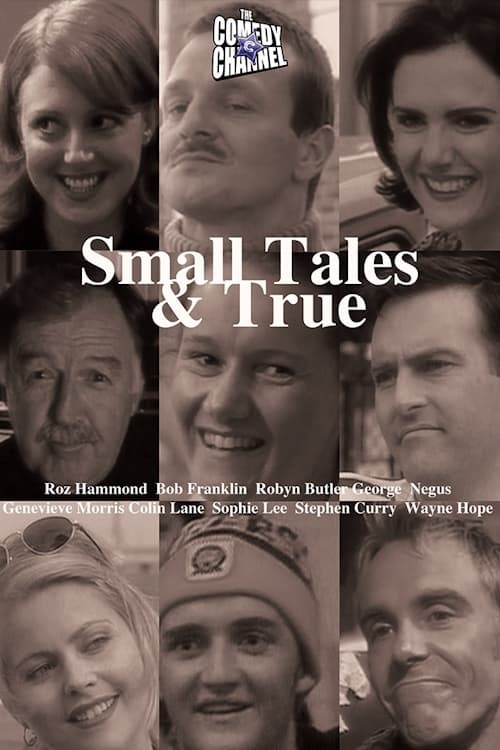 THE
COMEDY
C
CHANNEL
Small Tales
& True
Roz Hammond Bob Franklin Robyn Butler George Negus
Genevieve Morris Colin Lane Sophie Lee Stephen Curry Wayne Hope